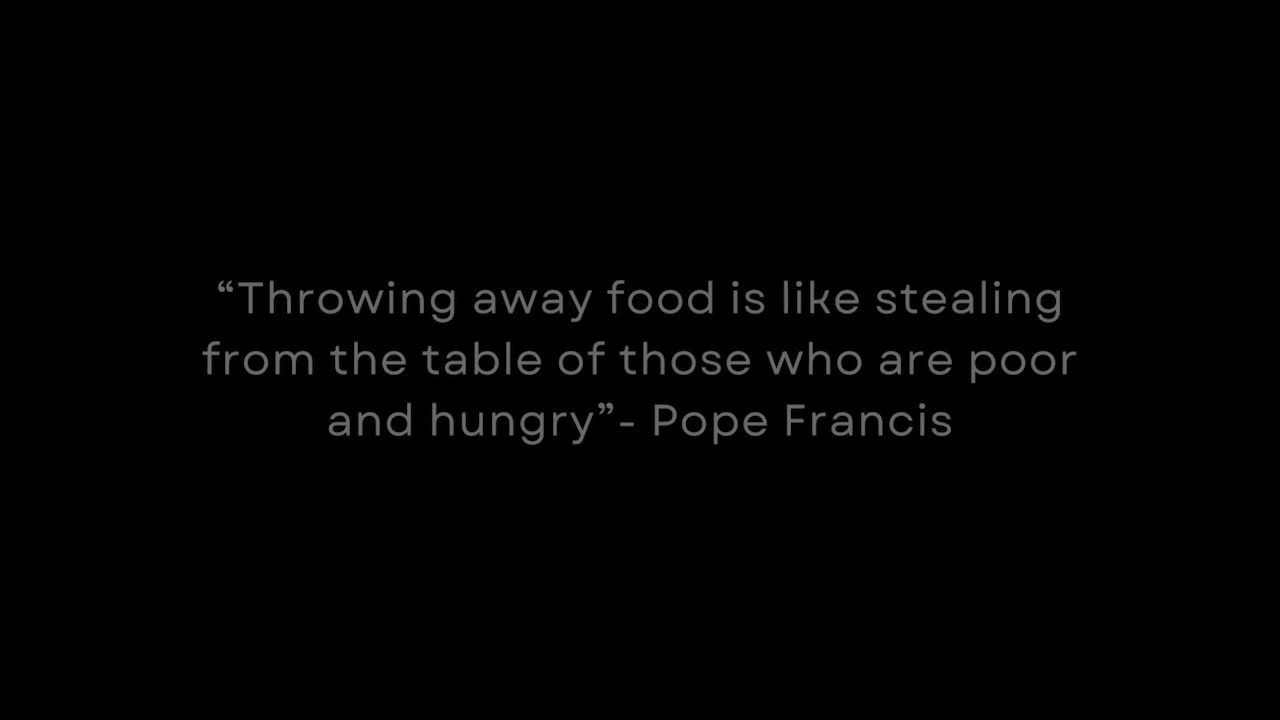 “Throwing away food is like stealing
from the table of those who are poor
and hungry”- Pope Francis